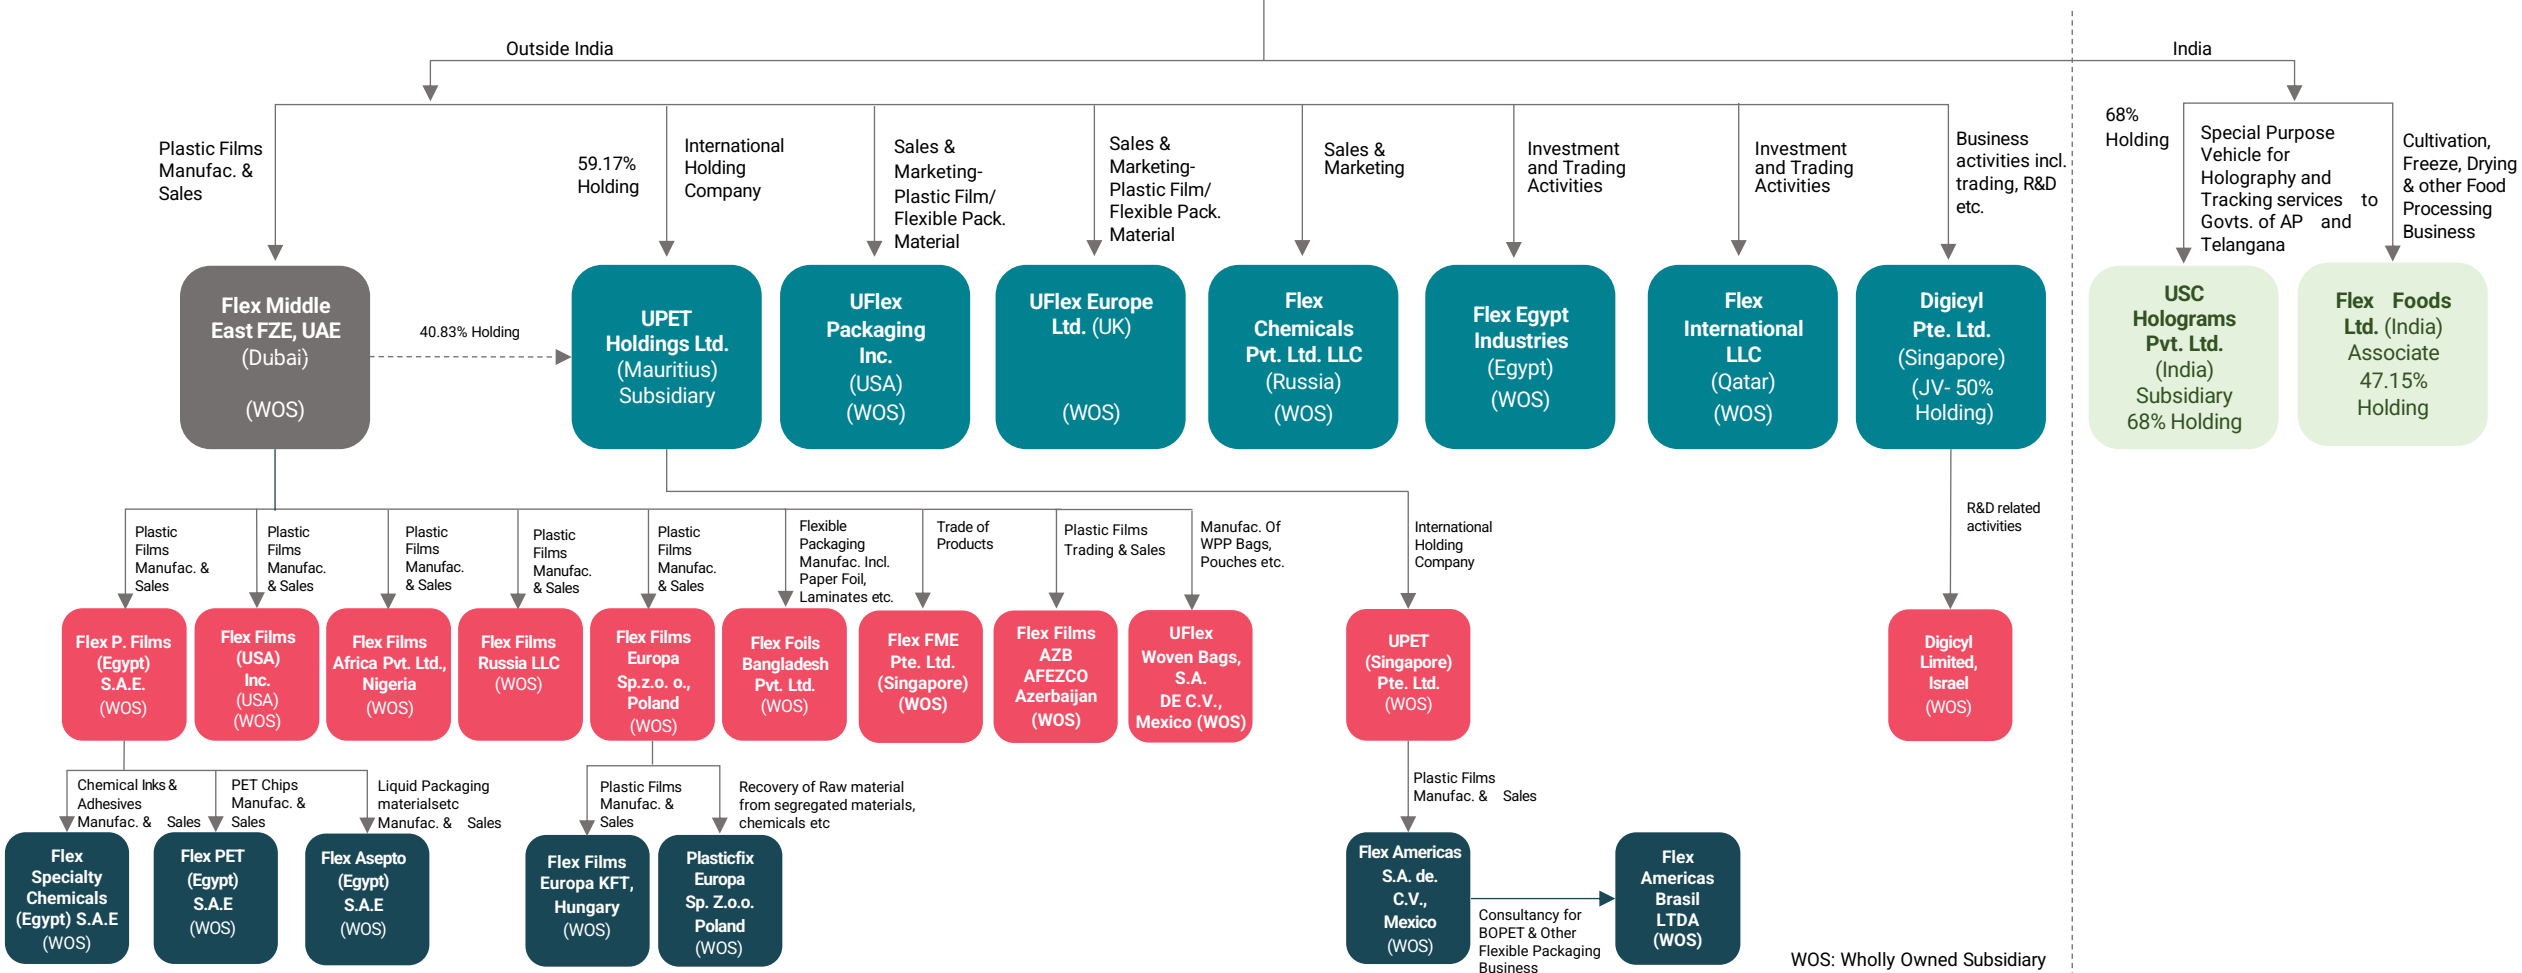 Outside India
India
Plastic Films
Manufac. &
Sales
59.17%
Holding
International
Holding
Company
Sales &
Marketing-
Plastic Film/
Flexible Pack.
Material
Sales &
Marketing-
Plastic Film/
Flexible Pack.
Material
Sales &
Marketing
Investment
and Trading
Activities
Investment
and Trading
Activities
Business
activities incl.
trading, R&D
etc.
68%
Holding
Special Purpose
Vehicle for
Holography and
Tracking services to
Govts. of AP and
Telangana
Cultivation,
Freeze, Drying
& other Food
Processing
Business
Flex Middle
East FZE, UAE
(Dubai)
(WOS)
40.83% Holding
UPET
Holdings Ltd.
(Mauritius)
Subsidiary
UFlex
Packaging
Inc.
(USA)
(WOS)
UFlex Europe
Ltd. (UK)
(WOS)
Flex
Chemicals
Pvt. Ltd. LLC
(Russia)
(WOS)
Flex Egypt
Industries
(Egypt)
(WOS)
Flex
International
LLC
(Qatar)
(WOS)
Digicyl
Pte. Ltd.
(Singapore)
(JV- 50%
Holding)
USC
Holograms
Pvt. Ltd.
(India)
Subsidiary
68% Holding
Flex Foods
Ltd. (India)
Associate
47.15%
Holding
Plastic
Films
Manufac. &
Sales
Plastic
Films
Manufac.
& Sales
Plastic
Films
Manufac.
& Sales
Plastic
Films
Manufac.
& Sales
Plastic
Films
Manufac.
& Sales
Flexible
Packaging
Manufac. Incl.
Paper Foil,
Laminates etc.
Trade of
Products
Plastic Films
Trading & Sales
Manufac. Of
WPP Bags,
Pouches etc.
International
Holding
Company
R&D related
activities
Flex P. Films
(Egypt)
S.A.E.
(WOS)
Flex Films
(USA)
Inc.
(USA)
(WOS)
Flex Films
Africa Pvt. Ltd.,
Nigeria
(WOS)
Flex Films
Russia LLC
(WOS)
Flex Films
Europa
Sp.z.o. o.,
Poland
(WOS)
Flex Foils
Bangladesh
Pvt. Ltd.
(WOS)
Flex FME
Pte. Ltd.
(Singapore)
(WOS)
Flex Films
AZB
AFEZCO
Azerbaijan
(WOS)
UFlex
Woven Bags,
S.A.
DE C.V.,
Mexico (WOS)
UPET
(Singapore)
Pte. Ltd.
(WOS)
Digicyl
Limited,
Israel
(WOS)
Chemical Inks &
Adhesives
Manufac. & Sales
PET Chips
Manufac. &
Sales
Liquid Packaging
materialsetc
Manufac. & Sales
Plastic Films
Manufac. &
Sales
Recovery of Raw material
from segregated materials,
chemicals etc
Plastic Films
Manufac. & Sales
Flex
Specialty
Chemicals
(Egypt) S.A.E
(WOS)
Flex PET
(Egypt)
S.A.E
(WOS)
Flex Asepto
(Egypt)
S.A.E
(WOS)
Flex Films
Europa KFT,
Hungary
(WOS)
Plasticfix
Europa
Sp. Z.o.o.
Poland
(WOS)
Flex Americas
S.A. de.
C.V.,
Mexico
(WOS)
Consultancy for
BOPET & Other
Flexible Packaging
Business
Flex
Americas
Brasil
LTDA
(WOS)
WOS: Wholly Owned Subsidiary